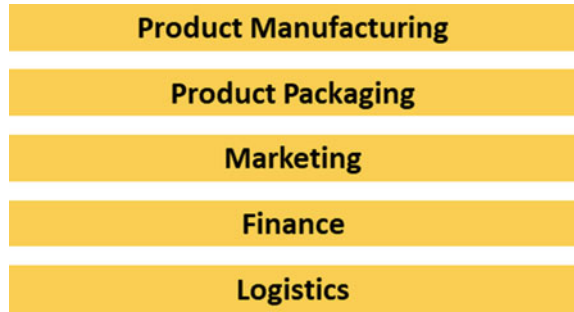 Product Manufacturing
Product Packaging
Marketing
Finance
Logistics